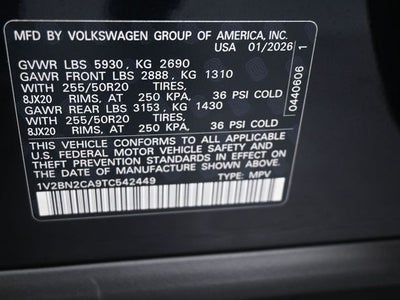 MFD BY VOLKSWAGEN GROUP OF AMERICA, INC.
USA 01/2026
GVWR LBS 5930, KG 2690
GAWR FRONT LBS 2888, KG 1310
WITH 255/50R20 TIRES,
8JX20 RIMS, AT 250 KPA, 36 PSI COLD
GAWR REAR LBS 3153, KG 1430
WITH 255/50R20 TIRES,
8JX20 RIMS, AT 250 KPA, 36 PSI COLD
THIS VEHICLE CONFORMS TO ALL APPLICABLE
U.S. FEDERAL MOTOR VEHICLE SAFETY AND
THEFT PREVENTION STANDARDS IN EFFECT
ON THE DATE OF MANUFACTURE SHOWN ABOVE.
1V2BN2CA9TC542449 TYPE: MPV
0440606 1